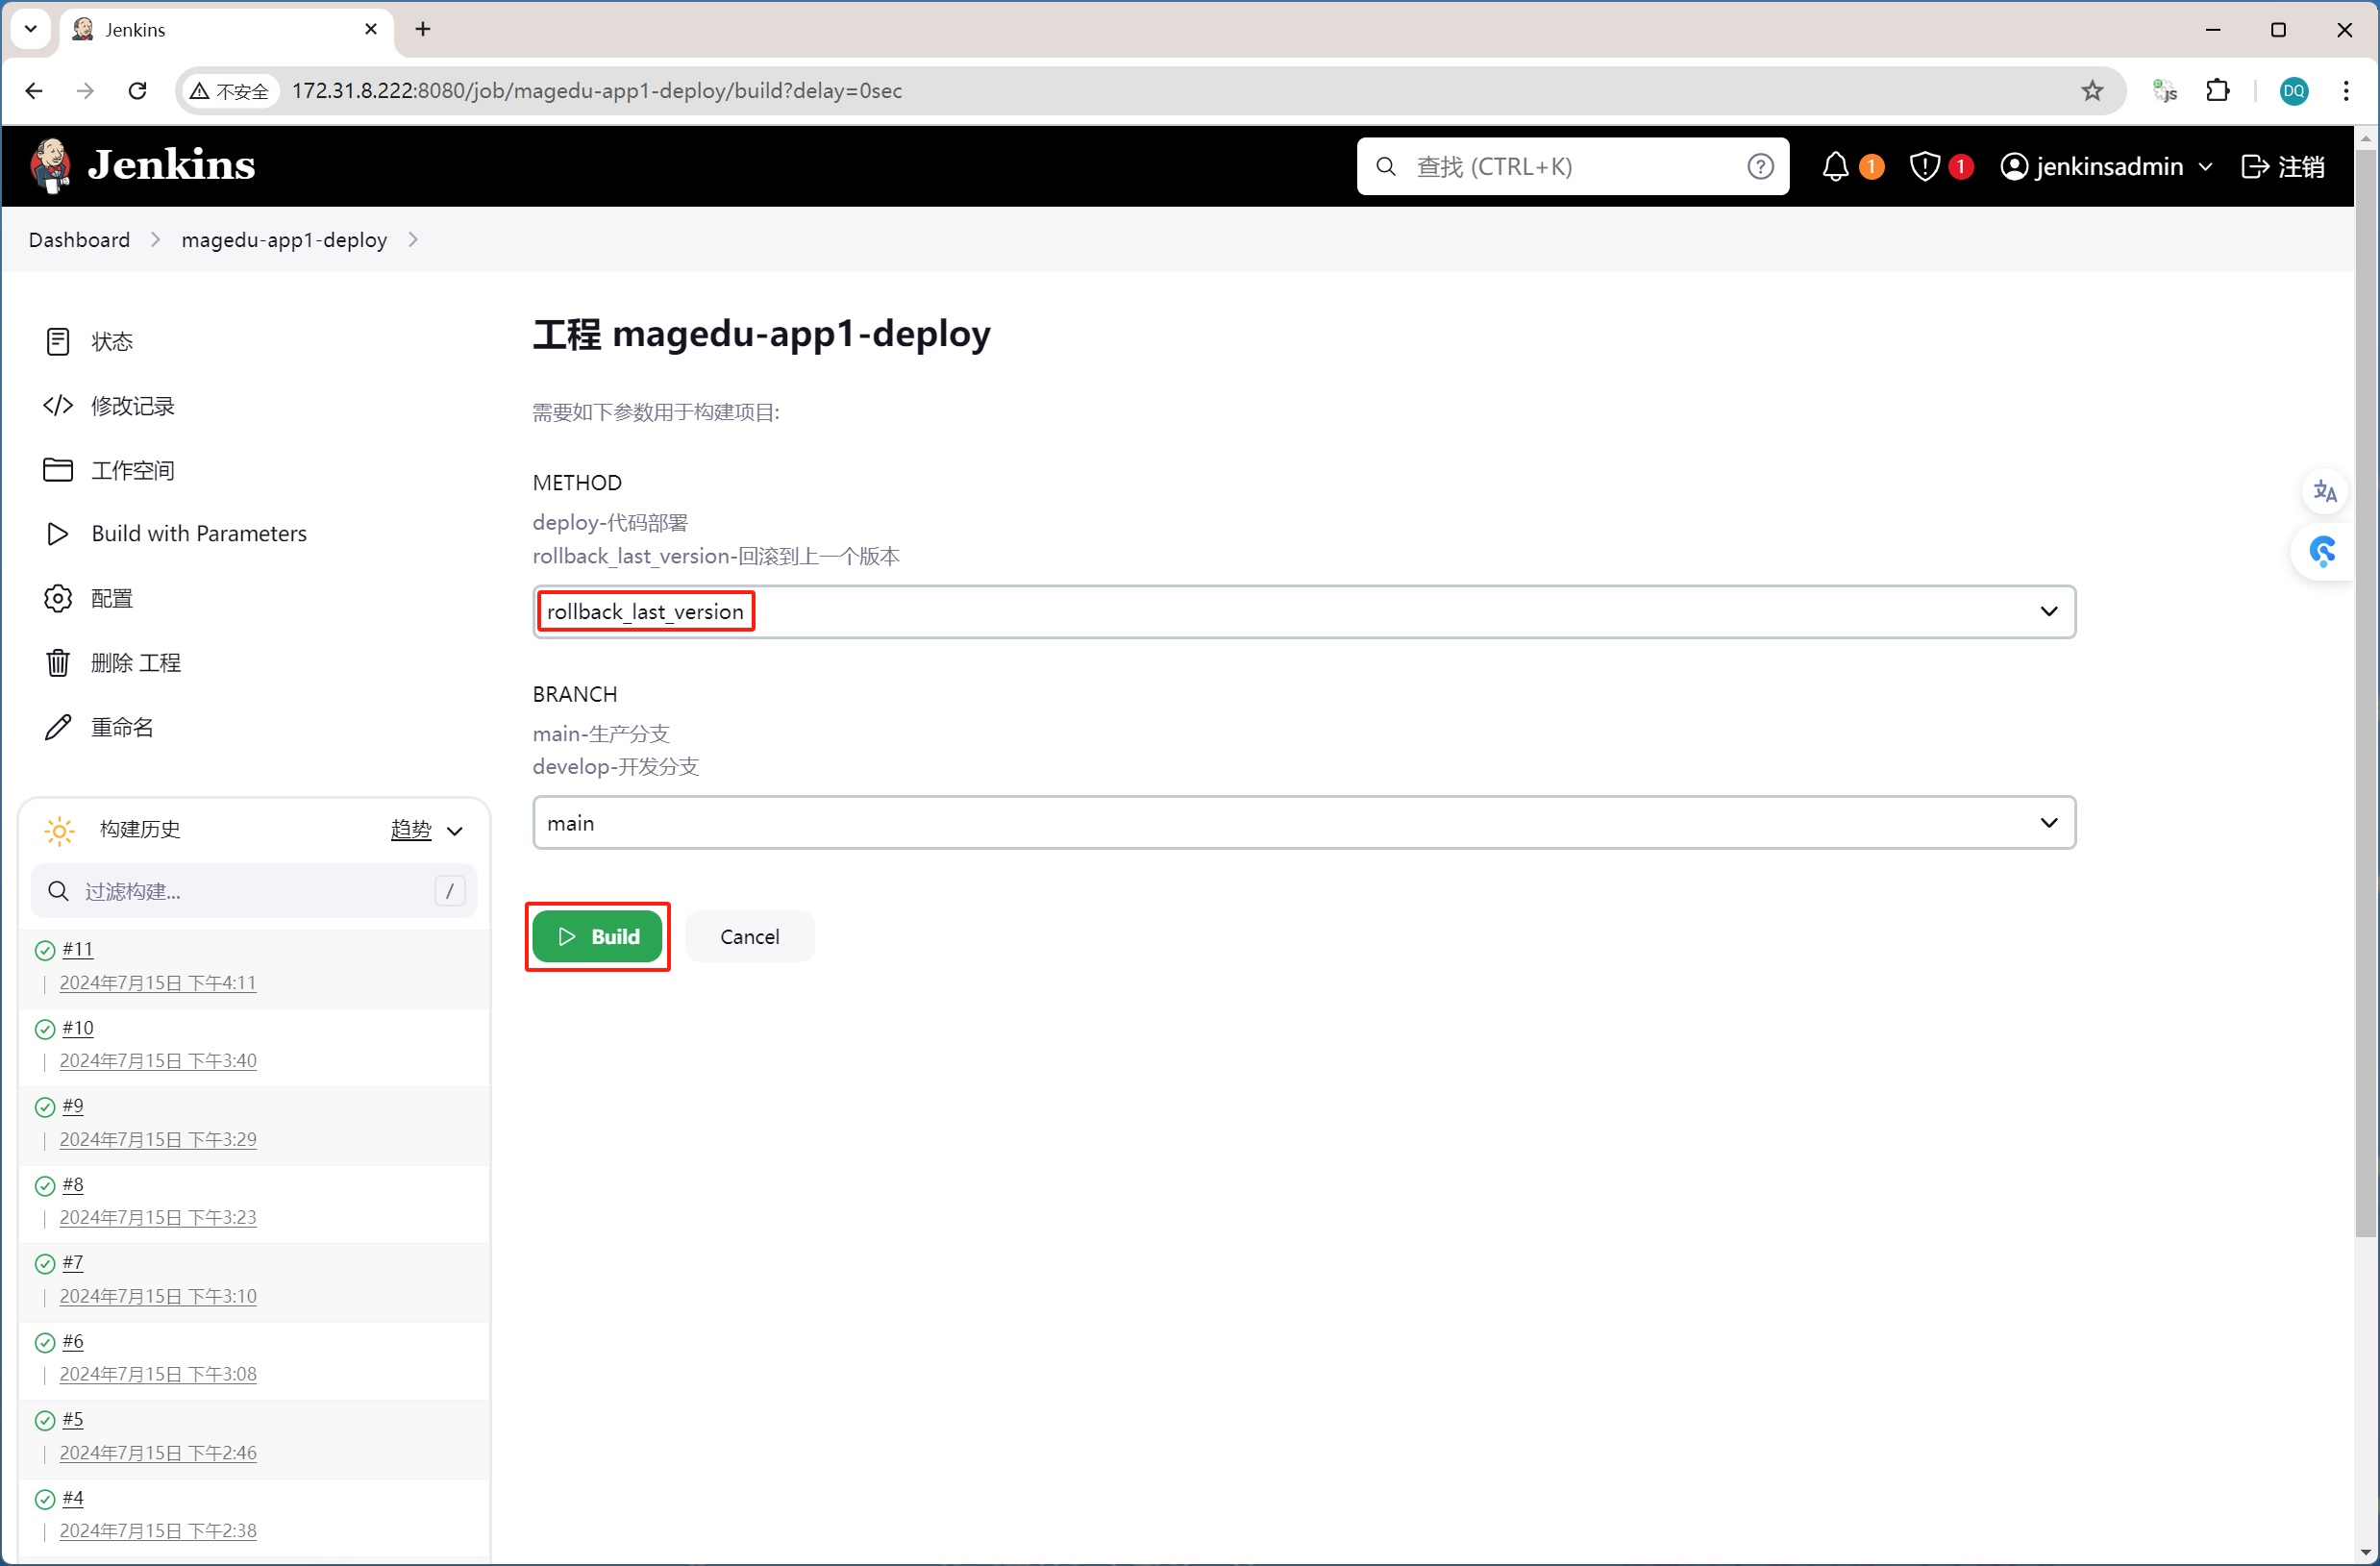 Jenkins
不安全
172.31.8.222:8080/job/magedu-app1-deploy/build?delay=0sec
JS
DQ
Jenkins
查找 (CTRL+K)
1
1
jenkinsadmin
注销
Dashboard
magedu-app1-deploy
状态
修改记录
工作空间
Build with Parameters
配置
删除 工程
重命名
构建历史
趋势
过滤构建...
/
#11
2024年7月15日 下午4:11
#10
2024年7月15日 下午3:40
#9
2024年7月15日 下午3:29
#8
2024年7月15日 下午3:23
#7
2024年7月15日 下午3:10
#6
2024年7月15日 下午3:08
#5
2024年7月15日 下午2:46
#4
2024年7月15日 下午2:38
工程 magedu-app1-deploy
需要如下参数用于构建项目:
METHOD
deploy-代码部署
rollback_last_version-回滚到上一个版本
rollback_last_version
BRANCH
main-生产分支
develop-开发分支
main
Build
Cancel